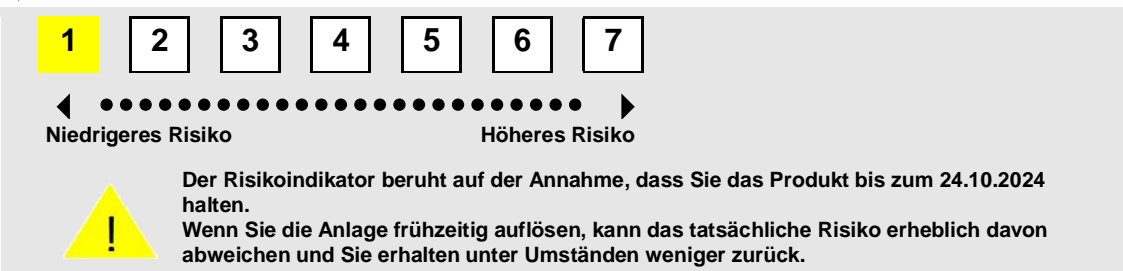 1 2 3 4 5 6 7
Niedrigeres Risiko Höheres Risiko
Der Risikoindikator beruht auf der Annahme, dass Sie das Produkt bis zum 24.10.2024
halten.
Wenn Sie die Anlage frühzeitig auflösen, kann das tatsächliche Risiko erheblich davon
abweichen und Sie erhalten unter Umständen weniger zurück.
!